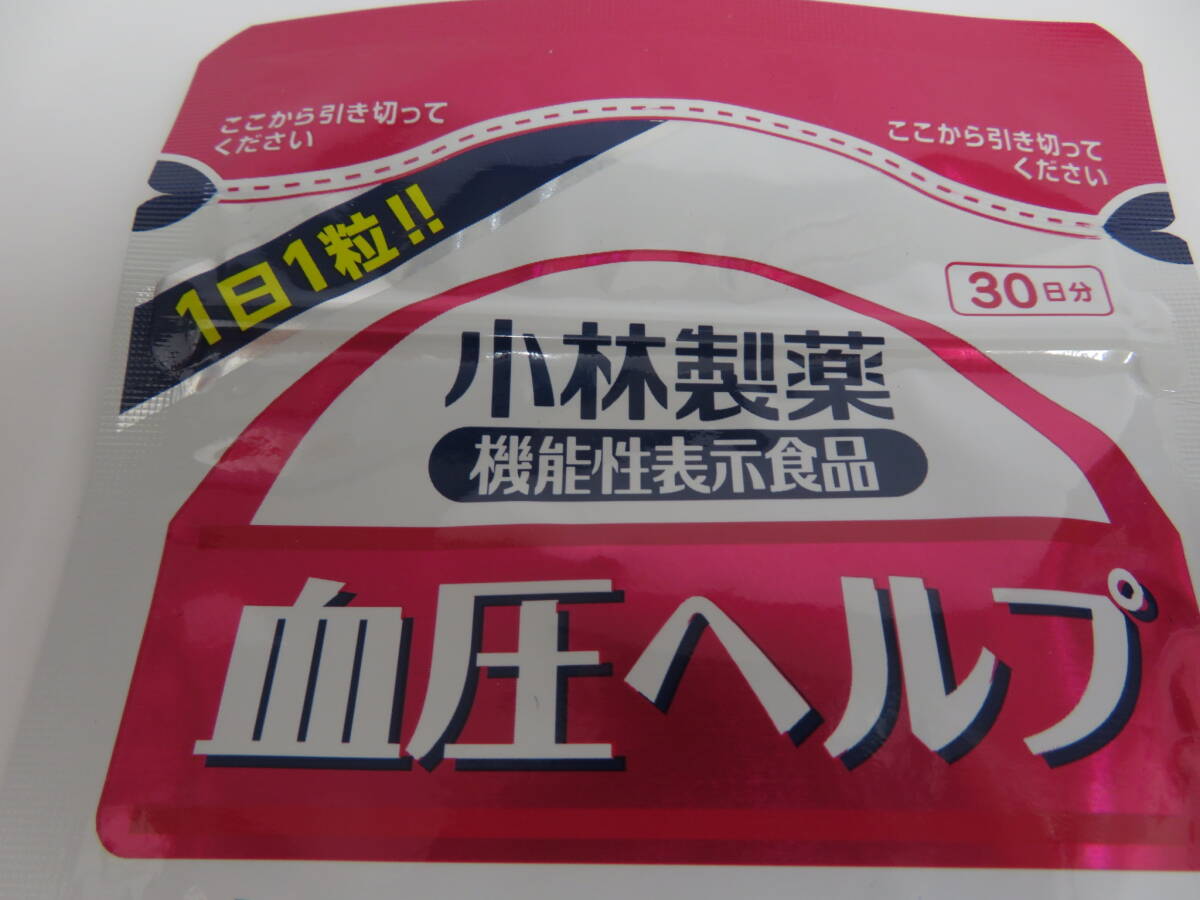 ここから引き切って
ください
ここから引き切って
ください
1日1粒!!
30日分
小林製薬
機能性表示食品
血圧ヘルプ